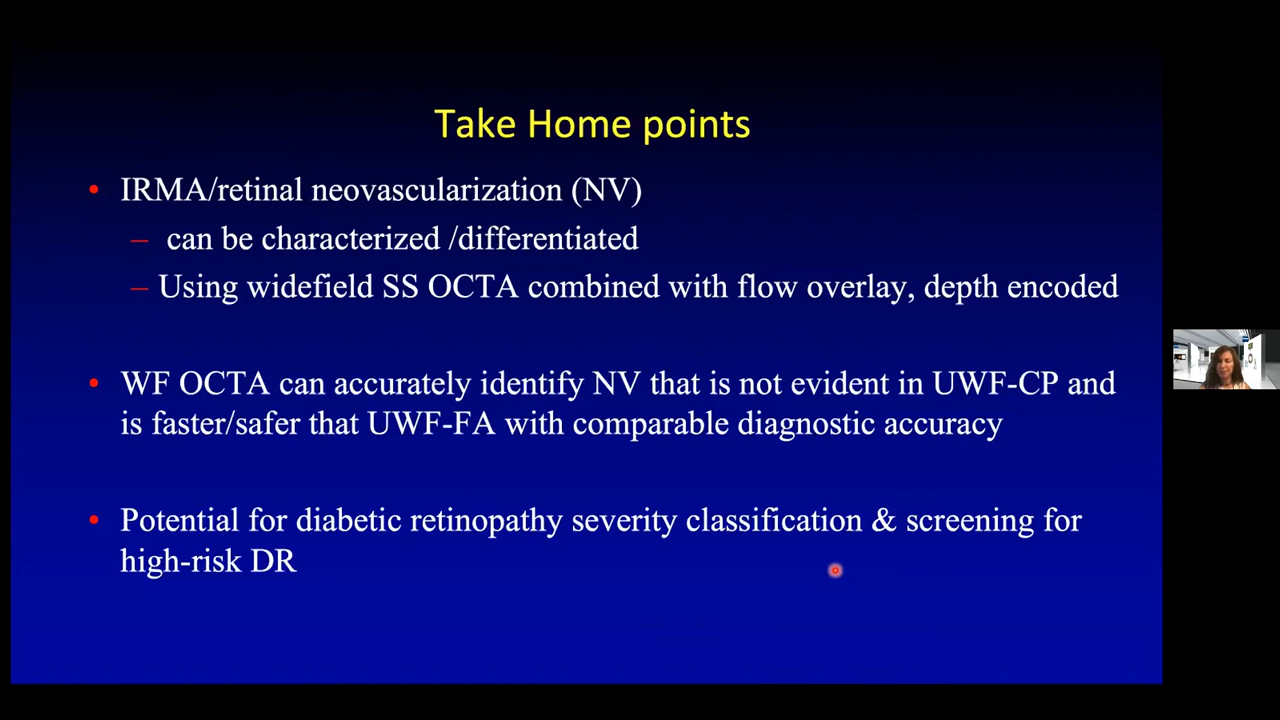 Take Home points
• IRMA/retinal neovascularization (NV)
– can be characterized /differentiated
– Using widefield SS OCTA combined with flow overlay, depth encoded
• WF OCTA can accurately identify NV that is not evident in UWF-CP and
is faster/safer that UWF-FA with comparable diagnostic accuracy
• Potential for diabetic retinopathy severity classification & screening for
high-risk DR